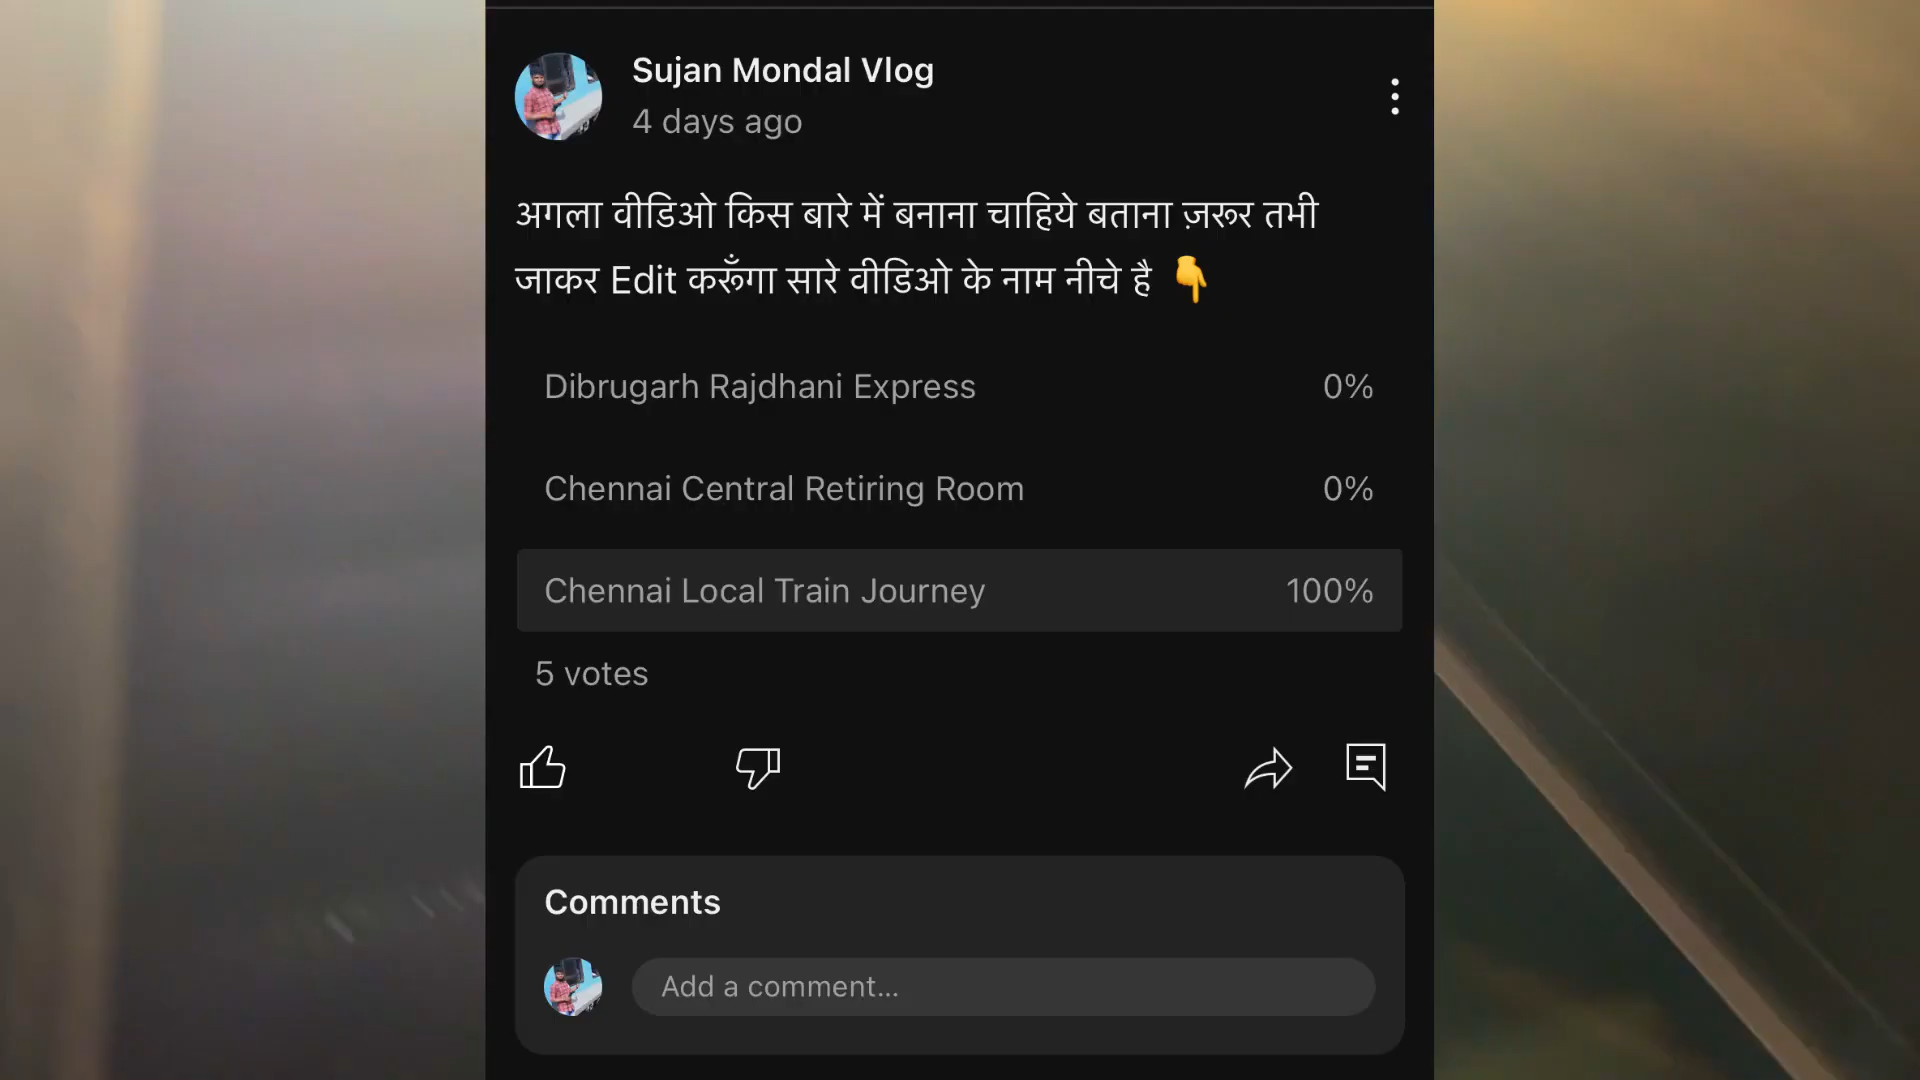 Sujan Mondal Vlog
4 days ago
अगला वीडिओ किस बारे में बनाना चाहिये बताना ज़रूर तभी
जाकर Edit करूँगा सारे वीडिओ के नाम नीचे है 👇
Dibrugarh Rajdhani Express 0%
Chennai Central Retiring Room 0%
Chennai Local Train Journey 100%
5 votes
Comments
Add a comment...